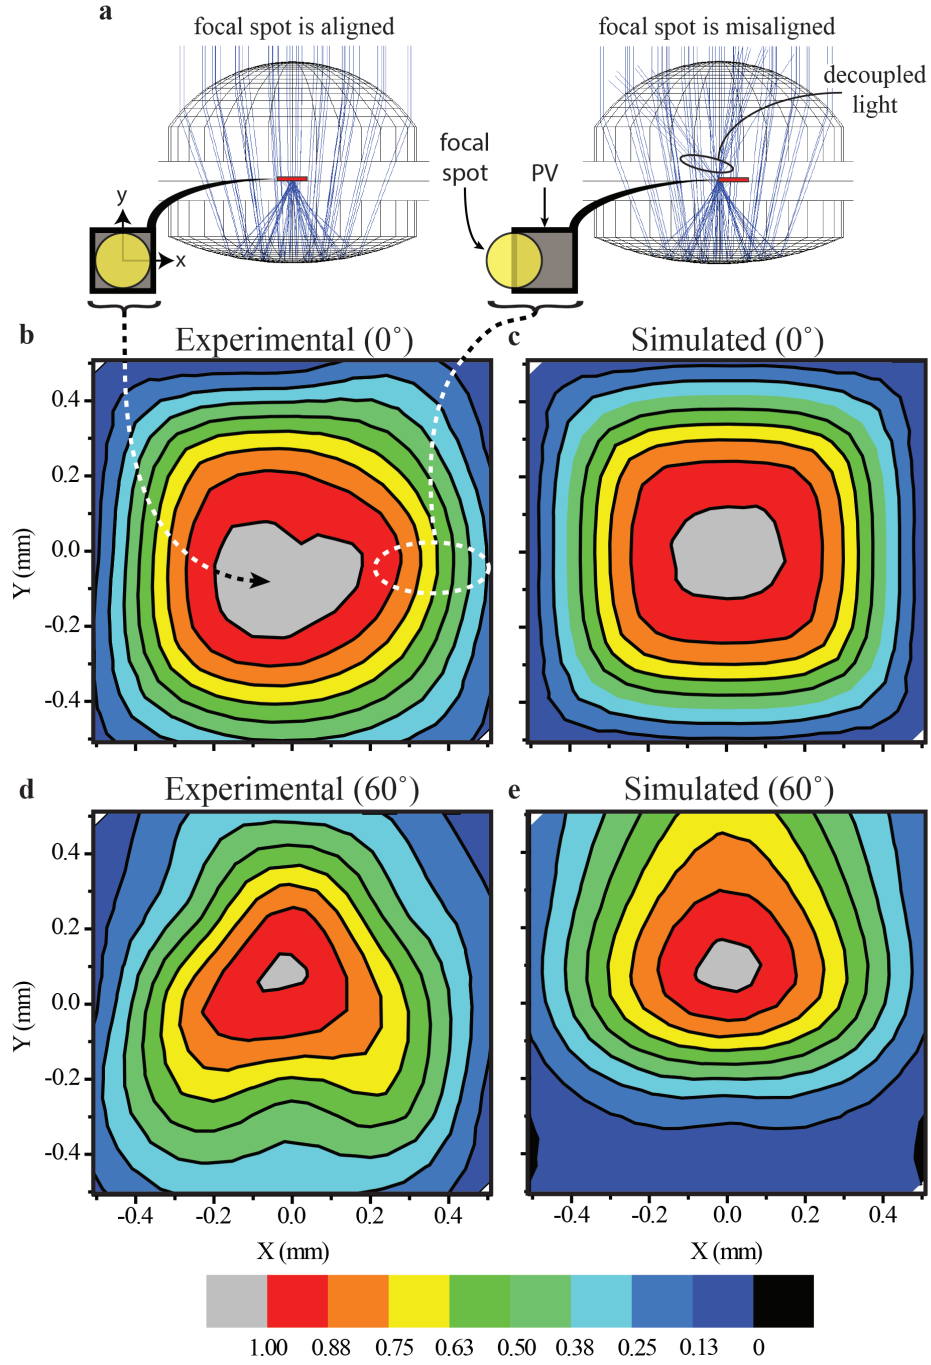 a
focal spot is aligned
focal spot is misaligned
decoupled
light
focal
spot
PV
y
x
b
Experimental (0˚)
c
Simulated (0˚)
0.4
0.2
0.0
-0.2
-0.4
Y (mm)
d
Experimental (60˚)
e
Simulated (60˚)
0.4
0.2
0.0
-0.2
-0.4
Y (mm)
-0.4 -0.2 0.0 0.2 0.4
-0.4 -0.2 0.0 0.2 0.4
X (mm)
X (mm)
1.00 0.88 0.75 0.63 0.50 0.38 0.25 0.13 0